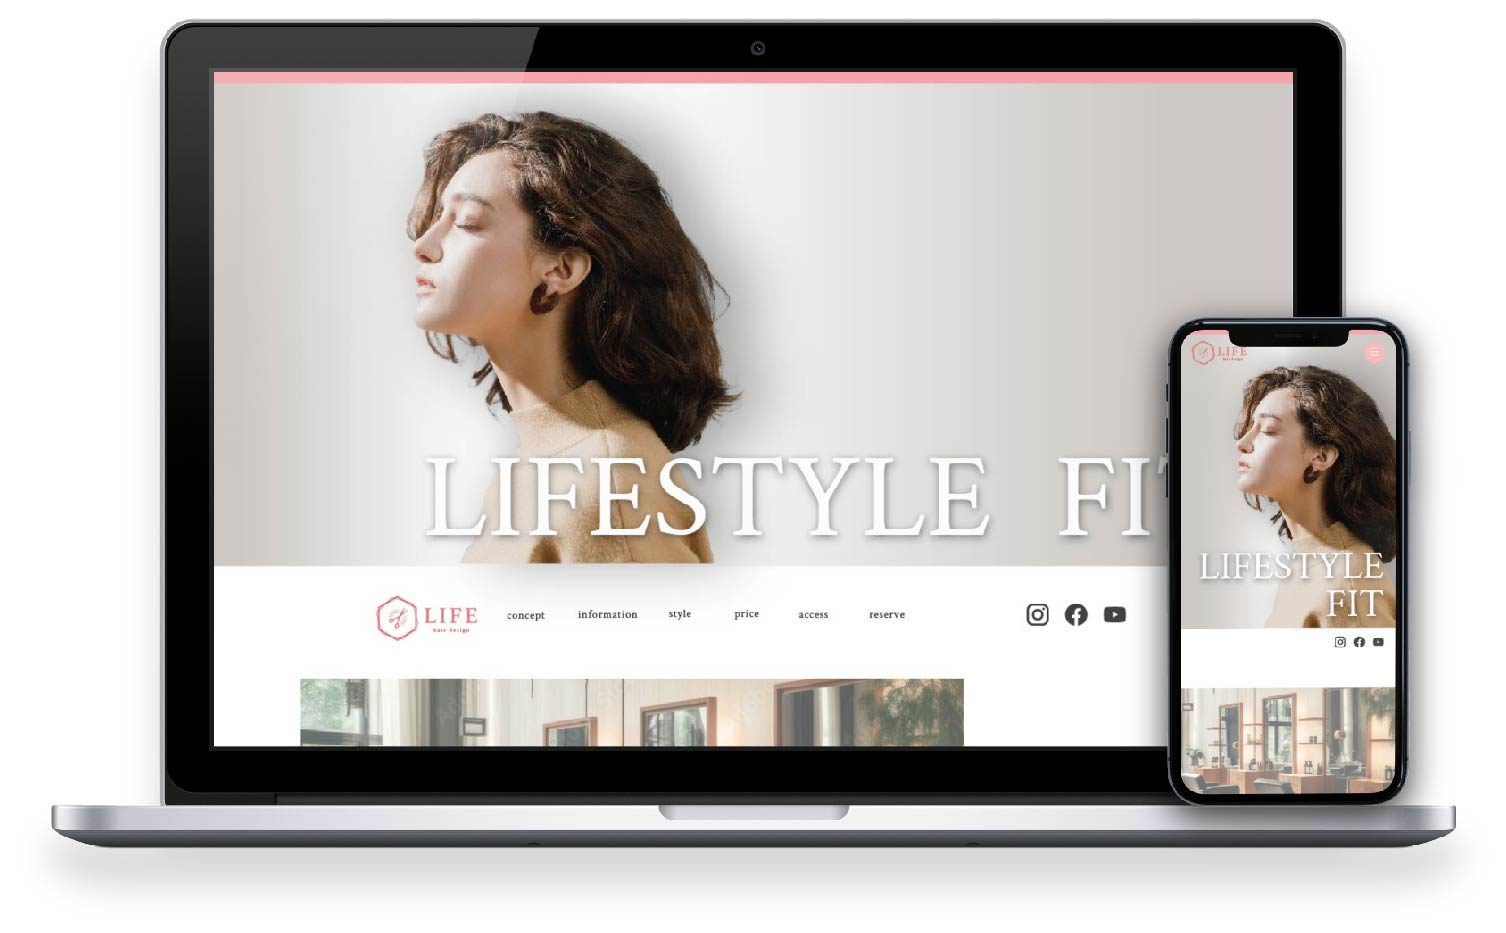 LIFESTYLE FIT
LIFE
hair design
concept information style price access reserve
LIFE
hair design
LIFESTYLE
FIT